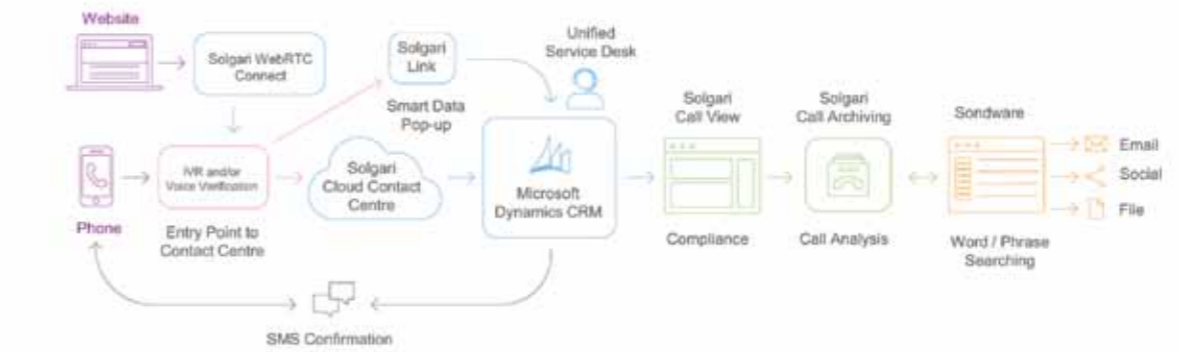 Website
Solgari WebRTC
Connect
Solgari
Link
Smart Data
Pop-up
Unified
Service Desk
Phone
IVR and/or
Voice Verification
Entry Point to
Contact Centre
Solgari
Cloud Contact
Centre
Microsoft
Dynamics CRM
Solgari
Call View
Compliance
Solgari
Call Archiving
Call Analysis
Sondware
Word / Phrase
Searching
Email
Social
File
SMS Confirmation